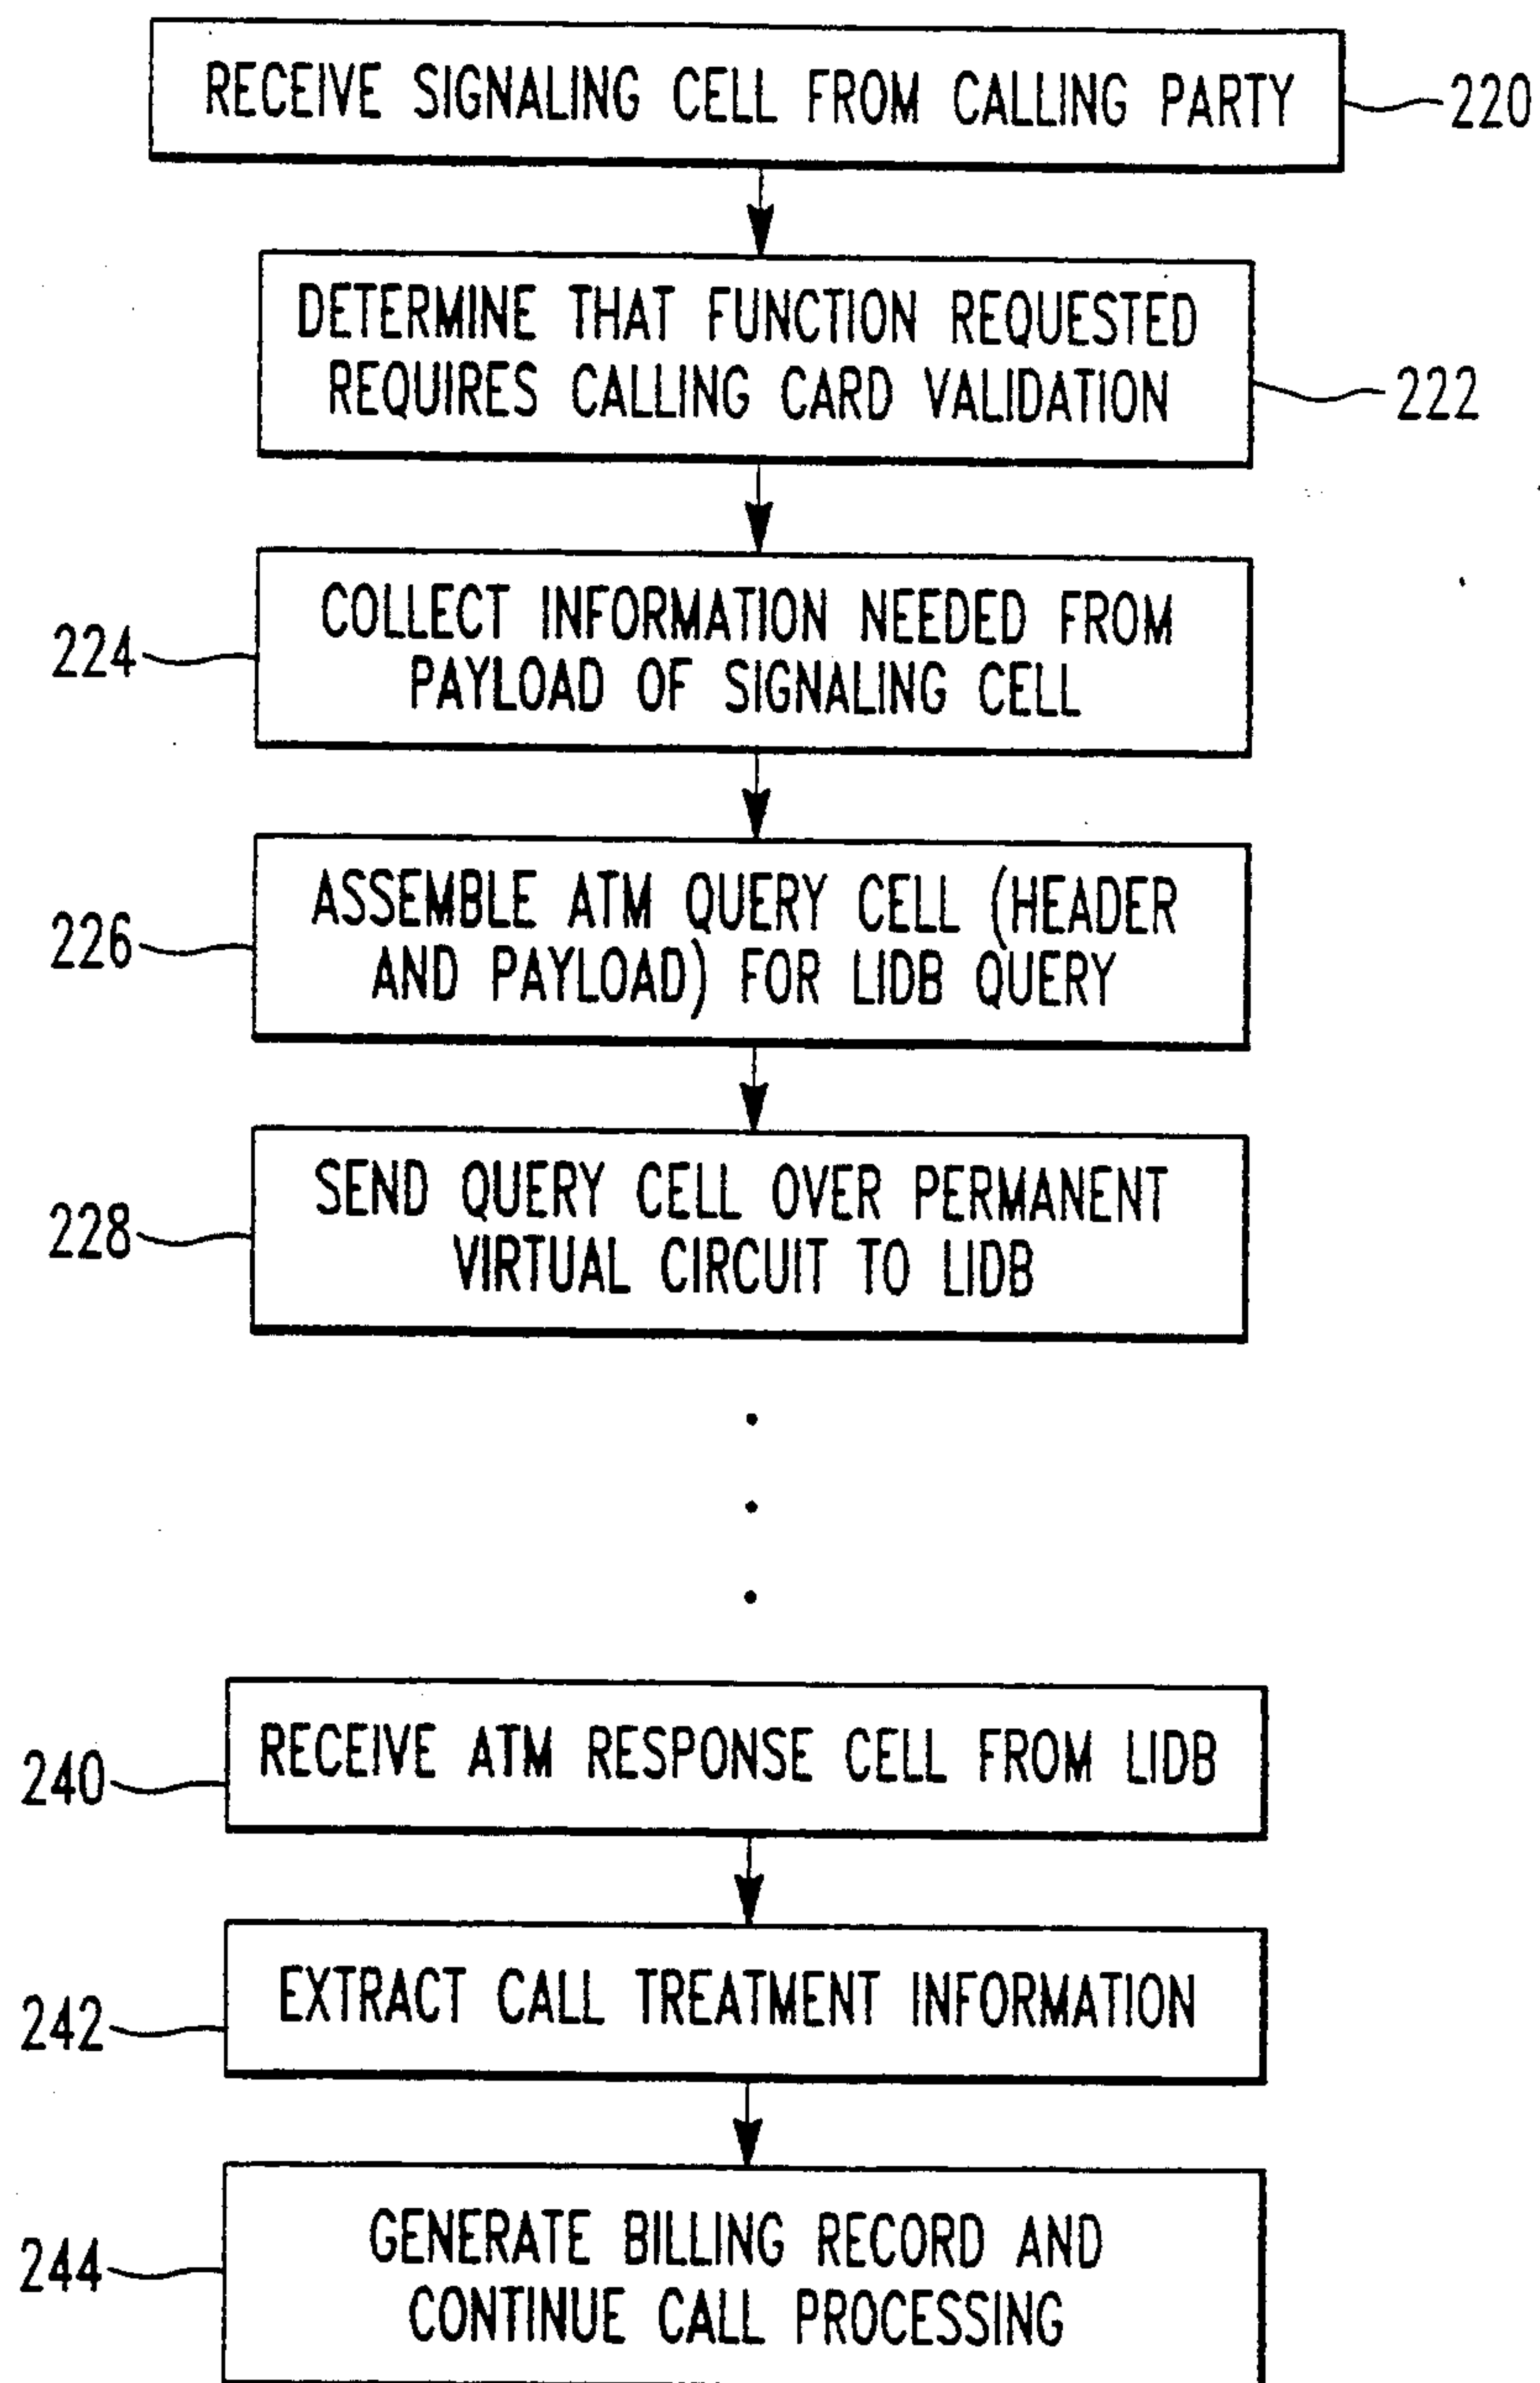 RECEIVE SIGNALING CELL FROM CALLING PARTY
220
DETERMINE THAT FUNCTION REQUESTED
REQUIRES CALLING CARD VALIDATION
222
COLLECT INFORMATION NEEDED FROM
PAYLOAD OF SIGNALING CELL
224
ASSEMBLE ATM QUERY CELL (HEADER
AND PAYLOAD) FOR LIDB QUERY
226
SEND QUERY CELL OVER PERMANENT
VIRTUAL CIRCUIT TO LIDB
228
RECEIVE ATM RESPONSE CELL FROM LIDB
240
EXTRACT CALL TREATMENT INFORMATION
242
GENERATE BILLING RECORD AND
CONTINUE CALL PROCESSING
244